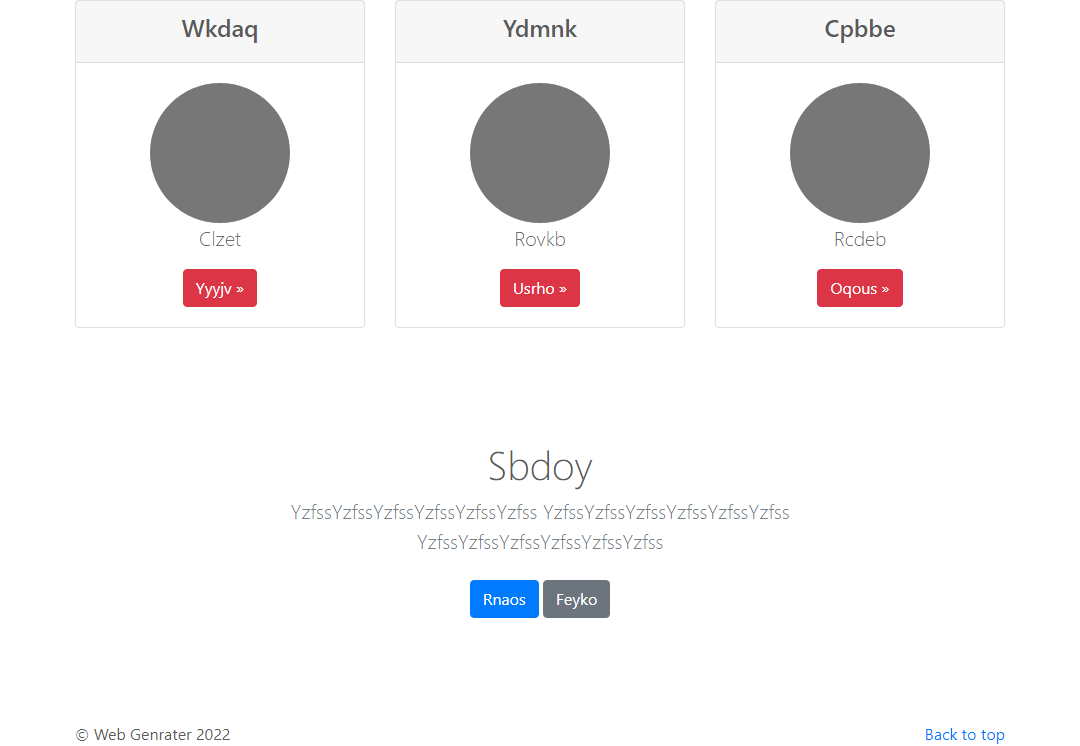 Wkdaq
Ydmnk
Cpbbe
Clzet
Rovkb
Rcdeb
Yyyjv »
Usrho »
Oqous »
Sbdoy
YzfssYzfssYzfssYzfssYzfssYzfss YzfssYzfssYzfssYzfssYzfssYzfss
YzfssYzfssYzfssYzfssYzfssYzfss
Rnaos
Feyko
© Web Genrater 2022
Back to top